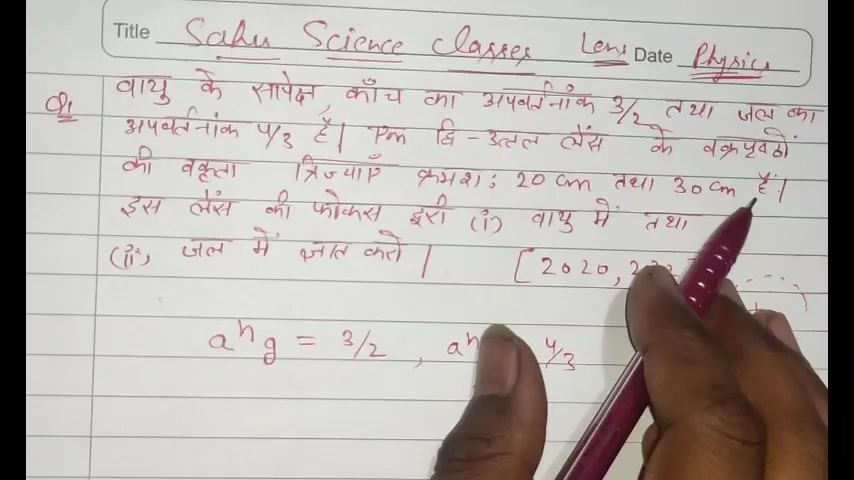 Title Sahu Science Classes Lens Date Physics
Q1 वायु के सापेक्ष, काँच का अपवर्तनांक 3/2 तथा जल का
अपवर्तनांक 4/3 है। एक द्वि-उत्तल लेंस के वक्रपृष्ठों
की वक्रता त्रिज्याएँ क्रमश: 20 cm तथा 30 cm हैं।
इस लेंस की फोकस दूरी (i) वायु में तथा
(ii) जल में ज्ञात करो। [2020,
aⁿg = 3/2 , aⁿ 4/3